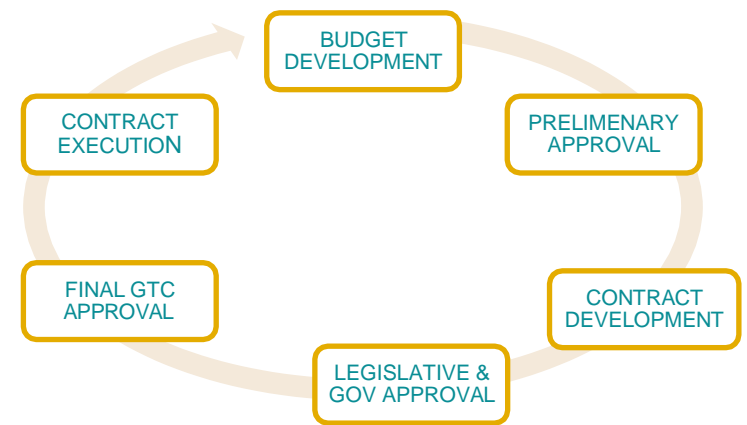 BUDGET
DEVELOPMENT
PRELIMENARY
APPROVAL
CONTRACT
DEVELOPMENT
LEGISLATIVE &
GOV APPROVAL
FINAL GTC
APPROVAL
CONTRACT
EXECUTION